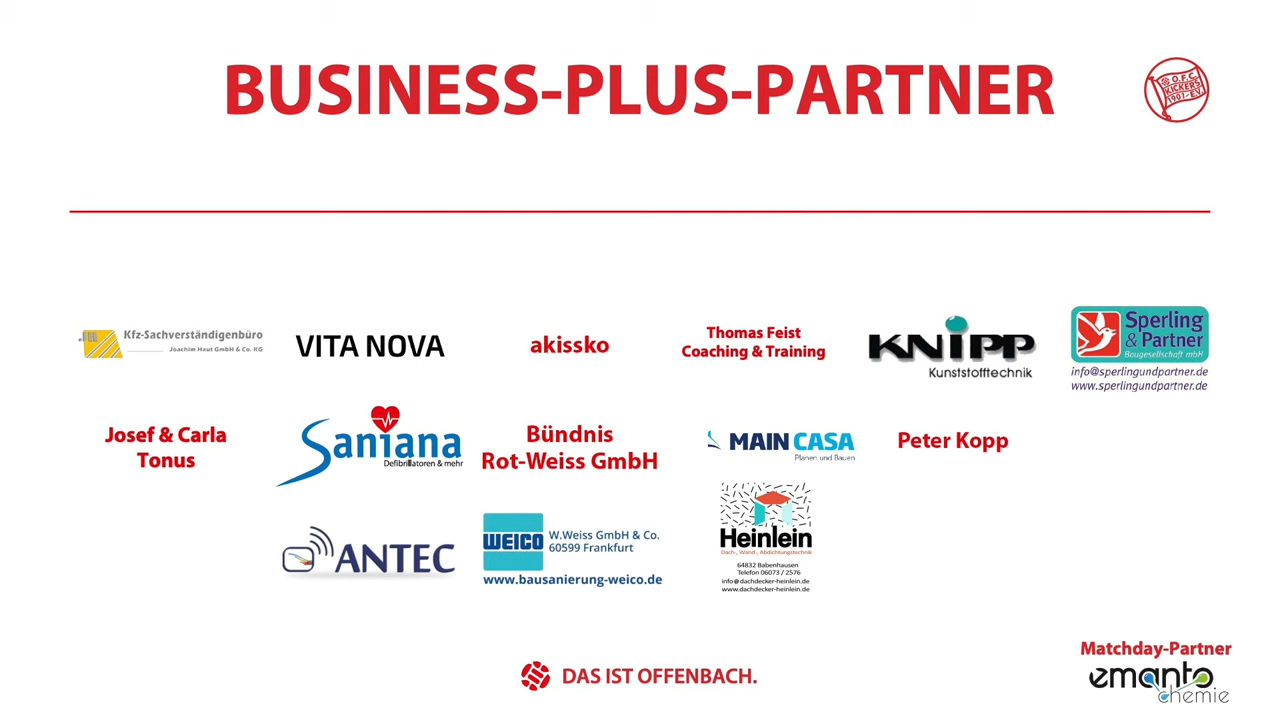 BUSINESS-PLUS-PARTNER
O.F.C.
KICKERS
1901-E.V.
JH
Kfz-Sachverständigenbüro
Joachim Haut GmbH & Co. KG
VITA NOVA
akissko
Thomas Feist
Coaching & Training
KNIPP
Kunststofftechnik
Sperling
& Partner
Baugesellschaft mbH
info@sperlingundpartner.de
www.sperlingundpartner.de
Josef & Carla
Tonus
Saniana
Defibrillatoren & mehr
Bündnis
Rot-Weiss GmbH
MAIN CASA
Planen und Bauen
Peter Kopp
ANTEC
WEICO
W.Weiss GmbH & Co.
60599 Frankfurt
www.bausanierung-weico.de
Heinlein
Dach-, Wand-, Abdichtungstechnik
64832 Babenhausen
Telefon 06073 / 2576
info@dachdecker-heinlein.de
www.dachdecker-heinlein.de
DAS IST OFFENBACH.
Matchday-Partner
emanto
chemie